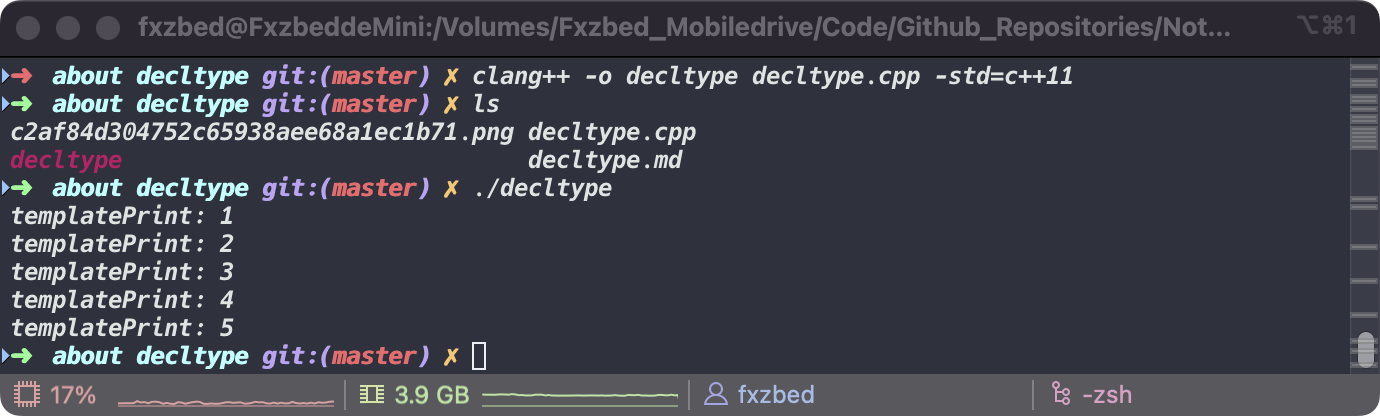 fxzbed@FxzbeddeMini:/Volumes/Fxzbed_Mobiledrive/Code/Github_Repositories/Not... ⌥⌘1
➜ about decltype git:(master) ✗ clang++ -o decltype decltype.cpp -std=c++11
➜ about decltype git:(master) ✗ ls
c2af84d304752c65938aee68a1ec1b71.png decltype.cpp
decltype decltype.md
➜ about decltype git:(master) ✗ ./decltype
templatePrint: 1
templatePrint: 2
templatePrint: 3
templatePrint: 4
templatePrint: 5
➜ about decltype git:(master) ✗
17% 3.9 GB fxzbed -zsh